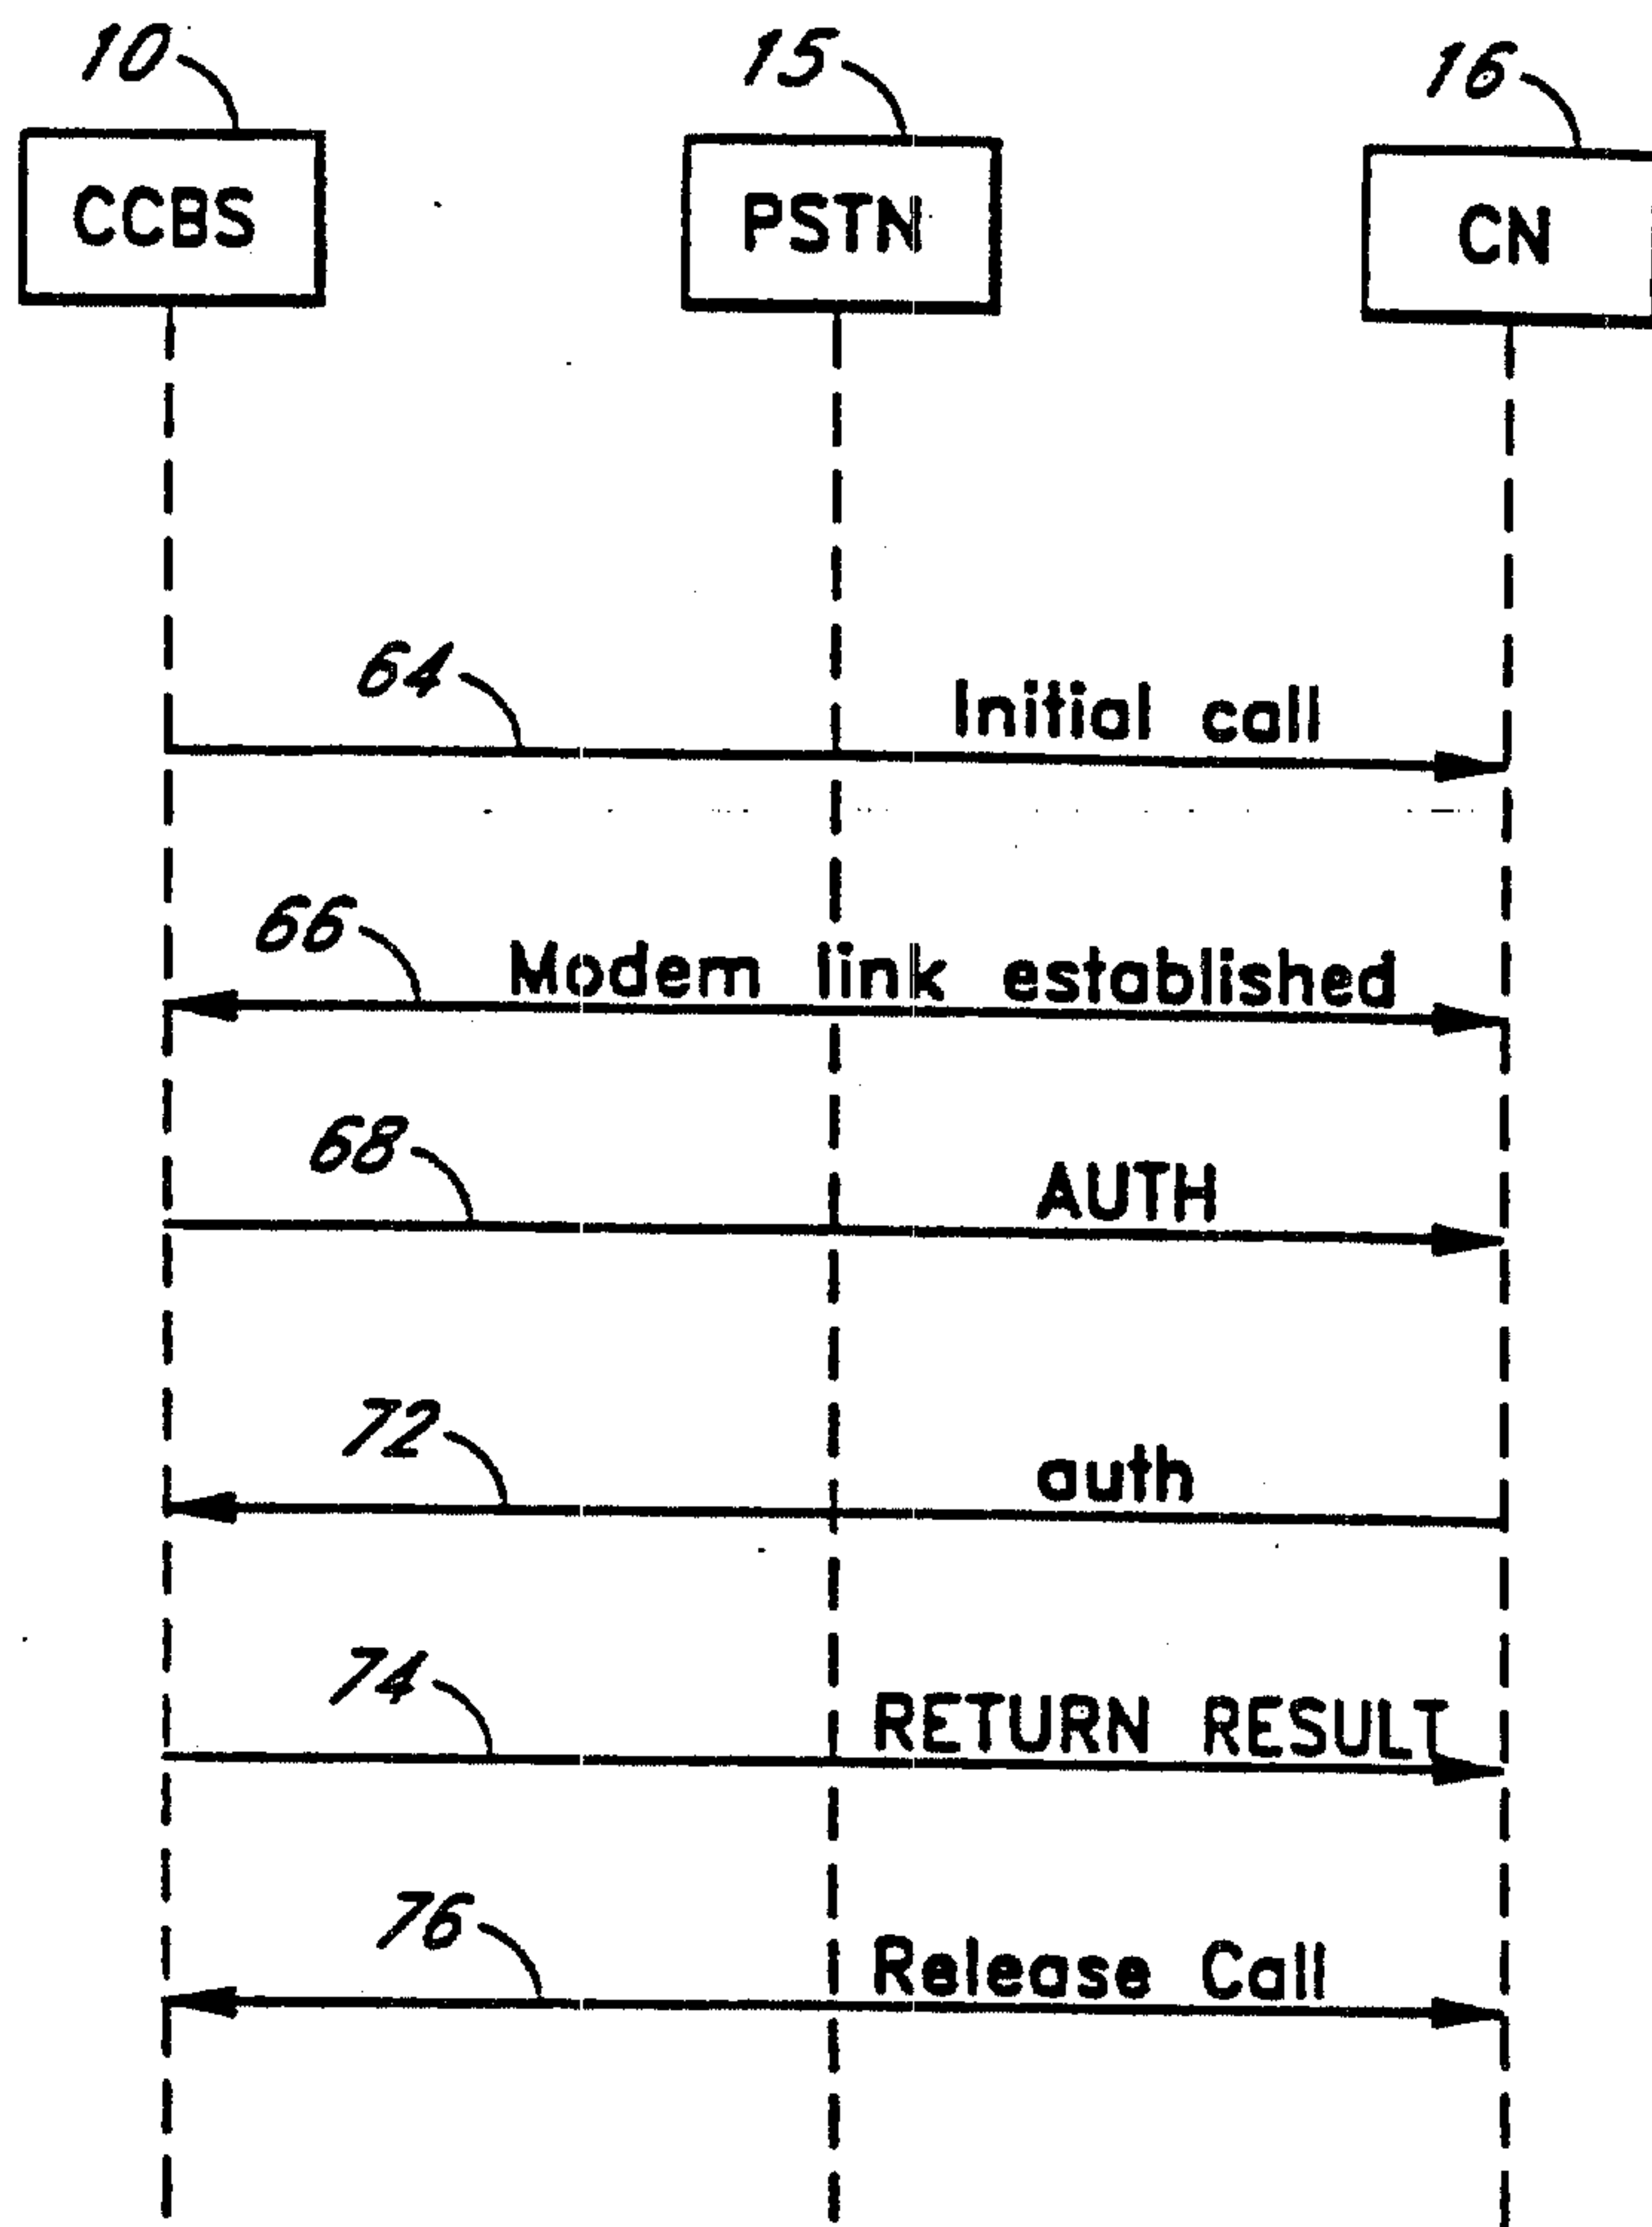 10 15 16
CCBS PSTN CN
64 Initial call
66 Modem link established
68 AUTH
72 auth
74 RETURN RESULT
76 Release Call